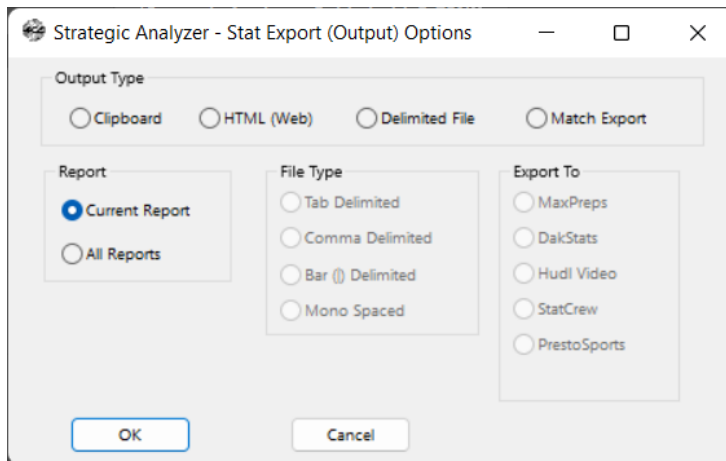 Strategic Analyzer - Stat Export (Output) Options
Output Type
Clipboard HTML (Web) Delimited File Match Export
Report File Type Export To
Current Report Tab Delimited MaxPreps
All Reports Comma Delimited DakStats
Bar (|) Delimited Hudl Video
Mono Spaced StatCrew
PrestoSports
OK Cancel